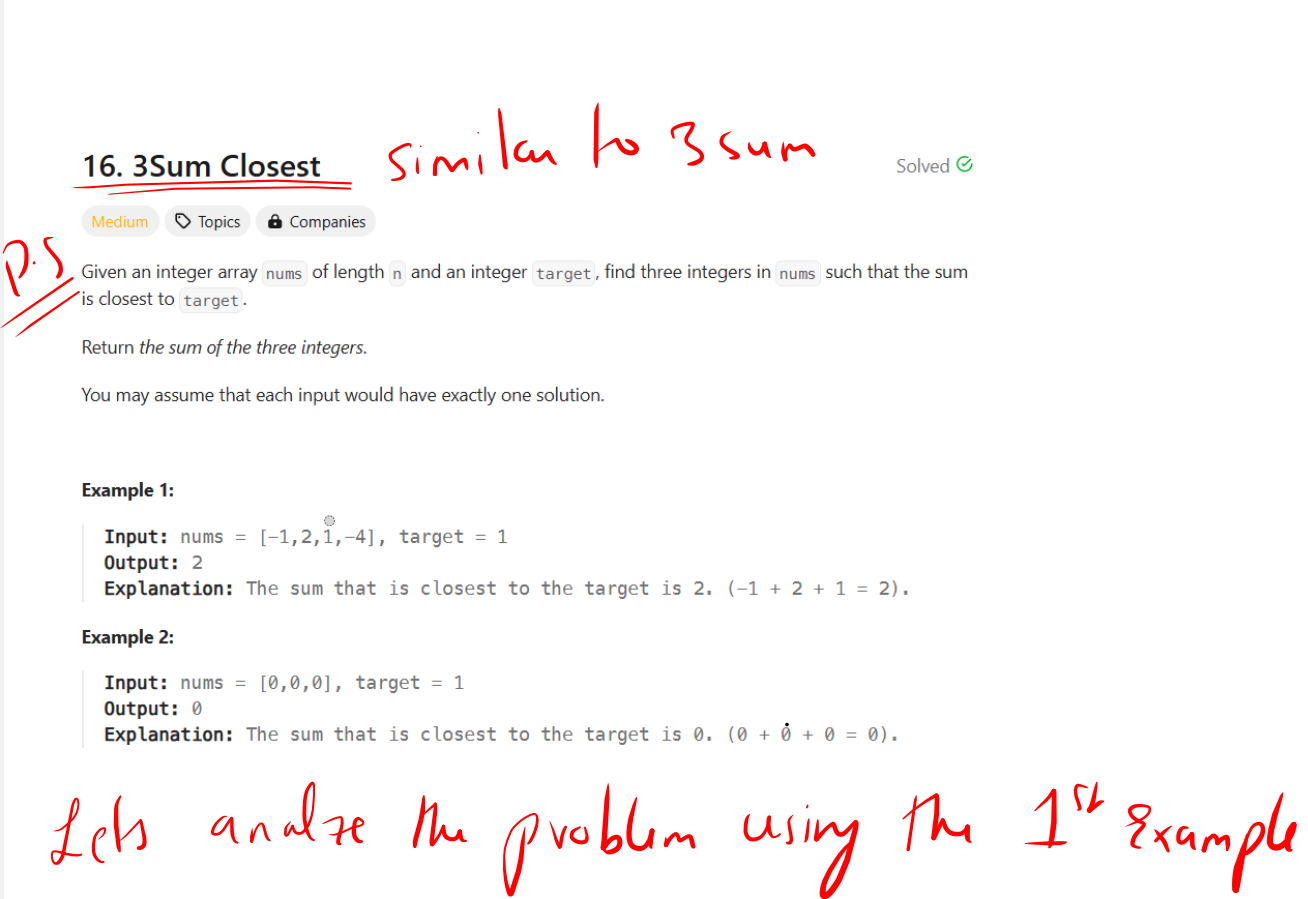 16. 3Sum Closest similar to 3 sum Solved
Medium Topics Companies
P.S
Given an integer array nums of length n and an integer target, find three integers in nums such that the sum
is closest to target.
Return the sum of the three integers.
You may assume that each input would have exactly one solution.
Example 1:
Input: nums = [-1,2,1,-4], target = 1
Output: 2
Explanation: The sum that is closest to the target is 2. (-1 + 2 + 1 = 2).
Example 2:
Input: nums = [0,0,0], target = 1
Output: 0
Explanation: The sum that is closest to the target is 0. (0 + 0 + 0 = 0).
Lets analze the problem using the 1st Example